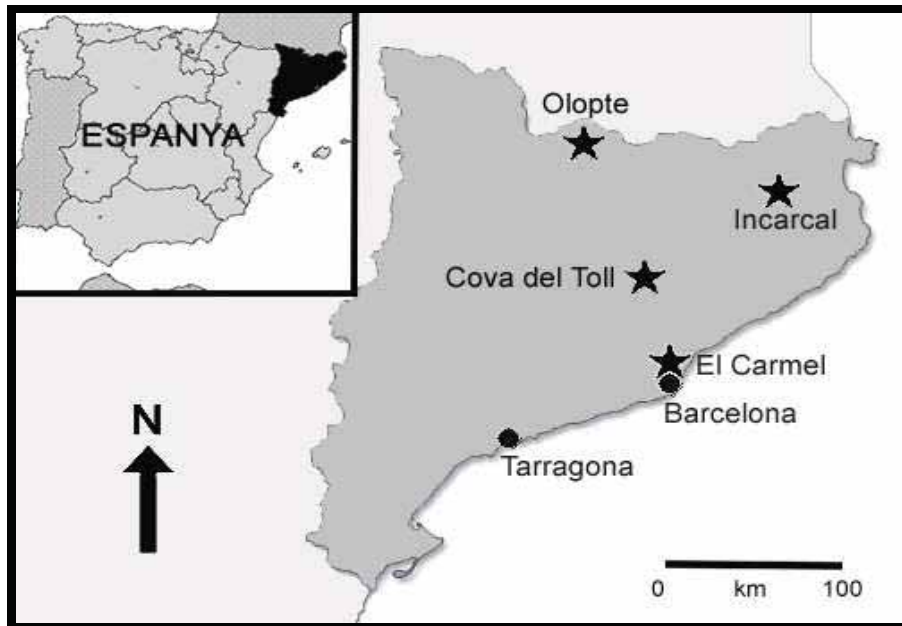 ESPANYA
Olopte
Incarcal
Cova del Toll
El Carmel
Barcelona
Tarragona
N
0 km 100